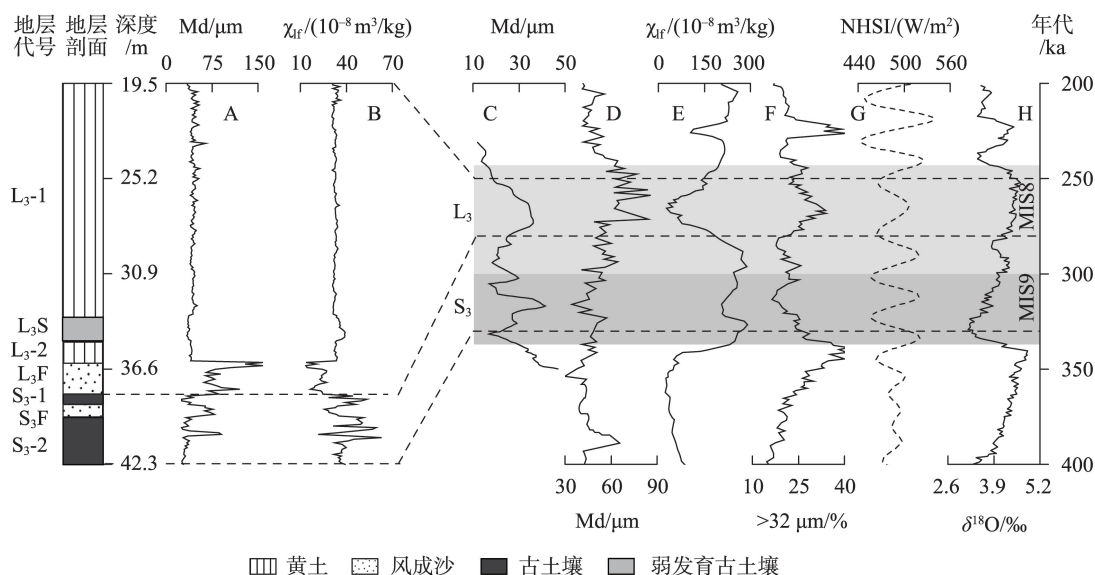 地层 地层 深度 Md/μm χlf/(10⁻⁸ m³/kg) Md/μm χlf/(10⁻⁸ m³/kg) NHSI/(W/m²) 年代
代号 剖面 /m 0 75 150 10 40 70 10 30 50 0 150 300 440 500 560 /ka
19.5 200
A B C D E F G H
L₃-1 25.2 250
L₃ MIS8
30.9 300
L₃S S₃ MIS9
L₃-2
36.6 350
L₃F
S₃-1
S₃F
S₃-2
42.3 400
30 60 90 10 25 40 2.6 3.9 5.2
Md/μm >32 μm/% δ¹⁸O/‰
黄土 风成沙 古土壤 弱发育古土壤